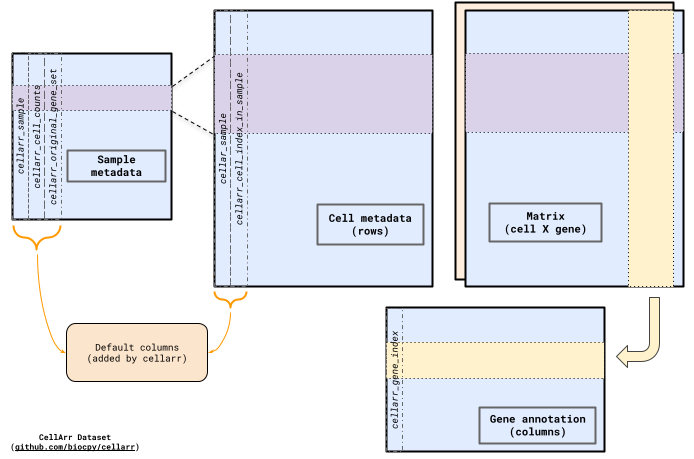 cellarr_sample
cellarr_cell_counts
cellarr_original_gene_set
Sample
metadata
cellar_sample
cellarr_cell_index_in_sample
Cell metadata
(rows)
Matrix
(cell X gene)
Default columns
(added by cellarr)
cellarr_gene_index
Gene annotation
(columns)
CellArr Dataset
(github.com/biocpy/cellarr)